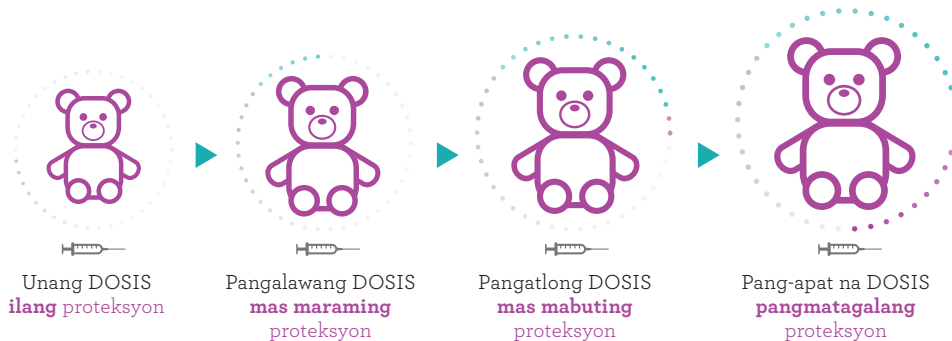 Unang DOSIS
ilang proteksyon
Pangalawang DOSIS
mas maraming
proteksyon
Pangatlong DOSIS
mas mabuting
proteksyon
Pang-apat na DOSIS
pangmatagalang
proteksyon